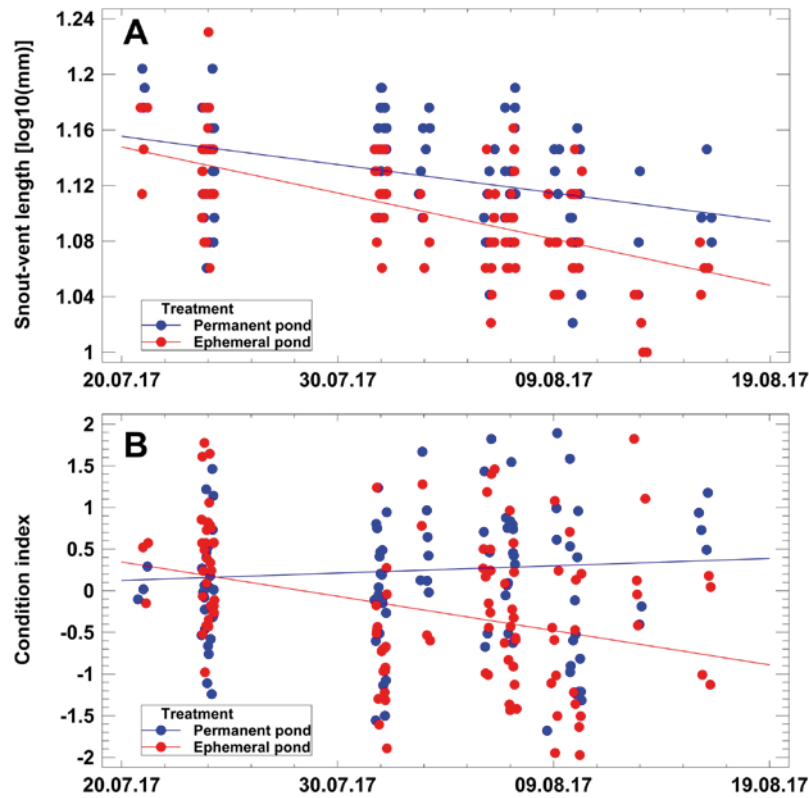 A
Snout-vent length [log10(mm)]
1.24
1.2
1.16
1.12
1.08
1.04
1
Treatment
Permanent pond
Ephemeral pond
20.07.17 30.07.17 09.08.17 19.08.17
B
Condition index
2
1.5
1
0.5
0
-0.5
-1
-1.5
-2
Treatment
Permanent pond
Ephemeral pond
20.07.17 30.07.17 09.08.17 19.08.17